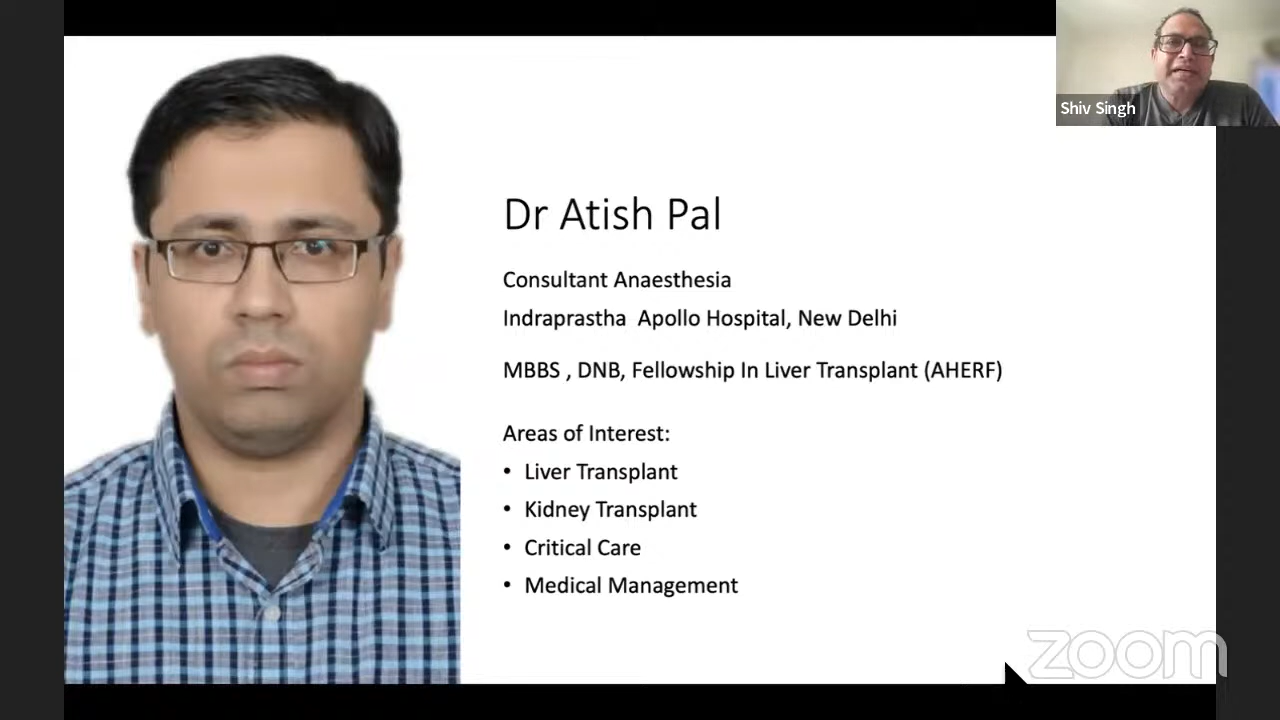 Shiv Singh
Dr Atish Pal
Consultant Anaesthesia
Indraprastha Apollo Hospital, New Delhi
MBBS , DNB, Fellowship In Liver Transplant (AHERF)
Areas of Interest:
• Liver Transplant
• Kidney Transplant
• Critical Care
• Medical Management
zoom